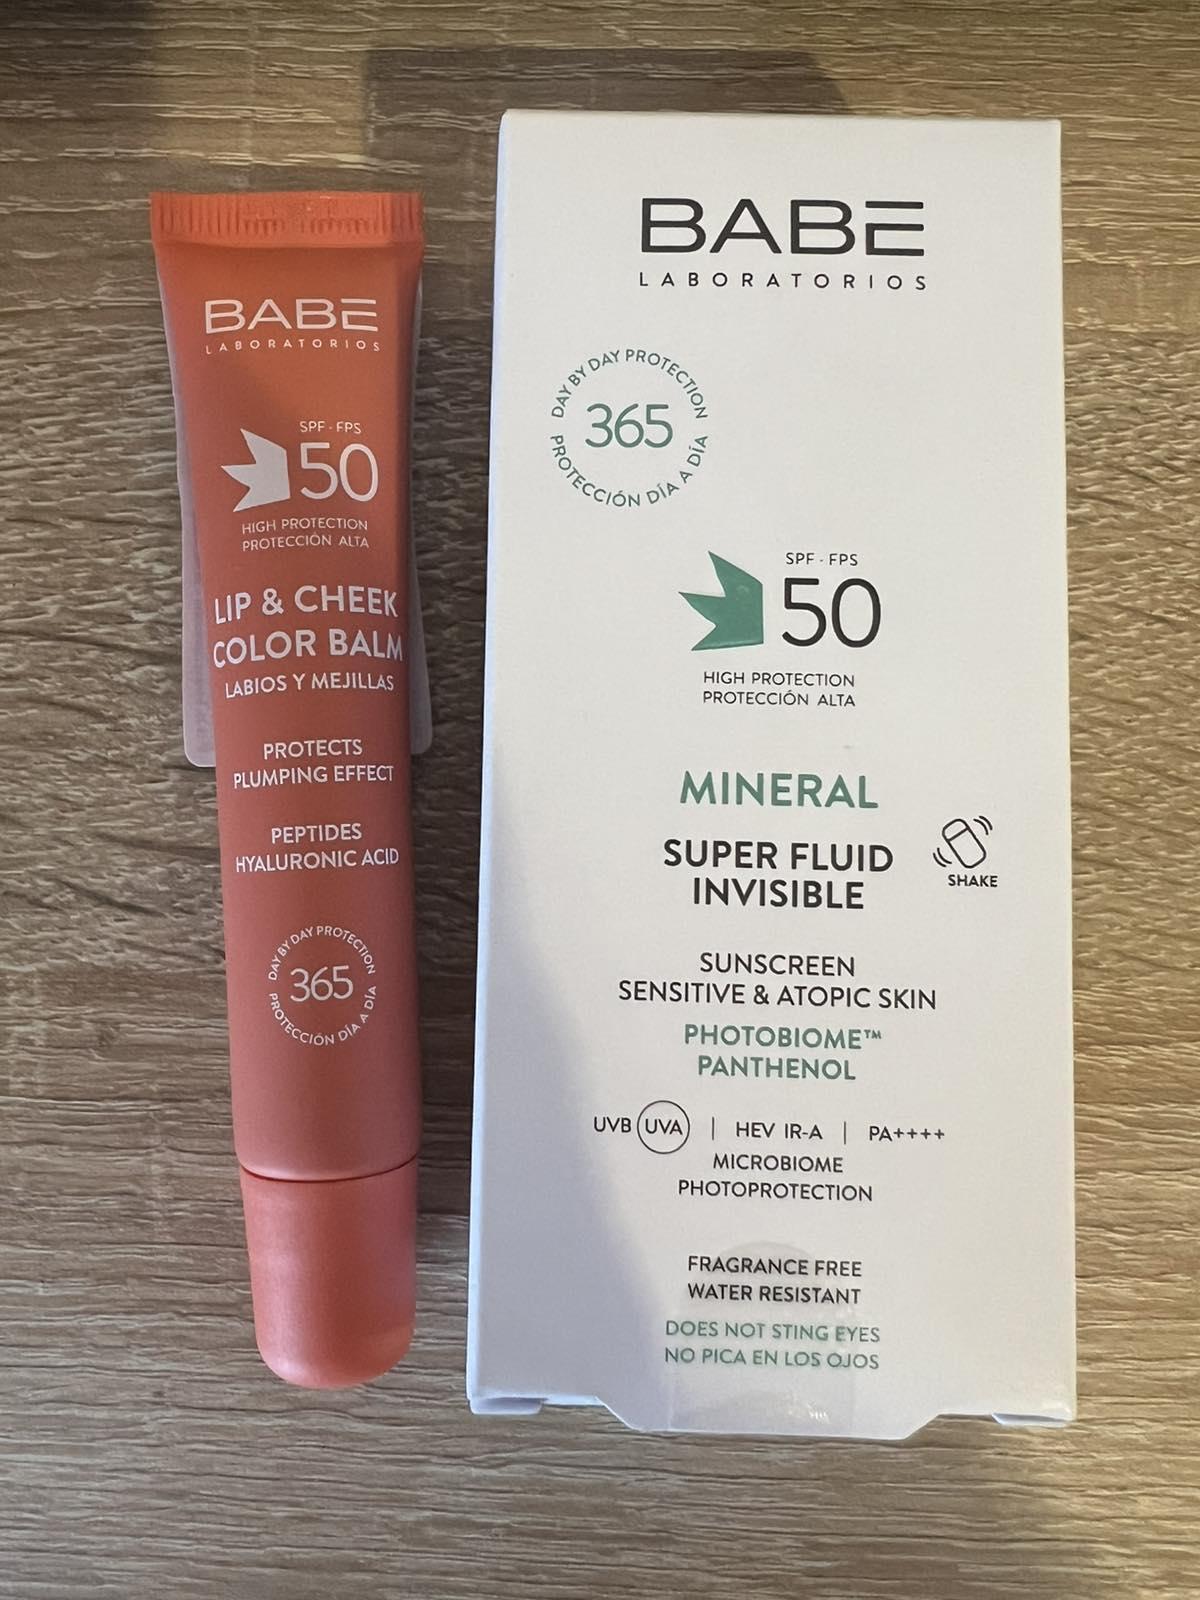 BABE
LABORATORIOS
SPF - FPS
50
HIGH PROTECTION
PROTECCIÓN ALTA
LIP & CHEEK
COLOR BALM
LABIOS Y MEJILLAS
PROTECTS
PLUMPING EFFECT
PEPTIDES
HYALURONIC ACID
DAY BY DAY PROTECTION
365
PROTECCIÓN DÍA A DÍA
BABE
LABORATORIOS
DAY BY DAY PROTECTION
365
PROTECCIÓN DÍA A DÍA
SPF - FPS
50
HIGH PROTECTION
PROTECCIÓN ALTA
MINERAL
SUPER FLUID
INVISIBLE
SHAKE
SUNSCREEN
SENSITIVE & ATOPIC SKIN
PHOTOBIOME™
PANTHENOL
UVB UVA | HEV IR-A | PA++++
MICROBIOME
PHOTOPROTECTION
FRAGRANCE FREE
WATER RESISTANT
DOES NOT STING EYES
NO PICA EN LOS OJOS